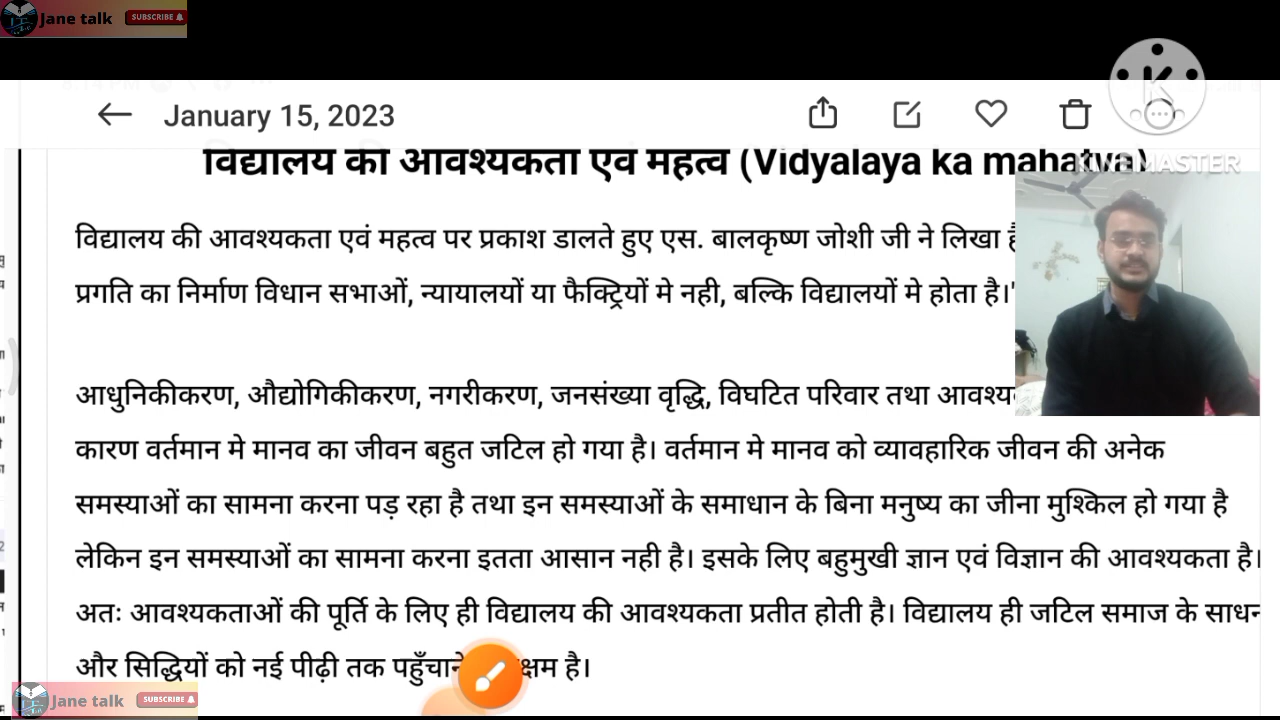 Jane talk SUBSCRIBE
January 15, 2023
विद्यालय की आवश्यकता एवं महत्व (Vidyalaya ka mahatva)
KINEMASTER
विद्यालय की आवश्यकता एवं महत्व पर प्रकाश डालते हुए एस. बालकृष्ण जोशी जी ने लिखा
प्रगति का निर्माण विधान सभाओं, न्यायालयों या फैक्ट्रियों मे नही, बल्कि विद्यालयों मे होता है।"
आधुनिकीकरण, औद्योगिकीकरण, नगरीकरण, जनसंख्या वृद्धि, विघटित परिवार तथा
कारण वर्तमान मे मानव का जीवन बहुत जटिल हो गया है। वर्तमान मे मानव को व्यावहारिक जीवन की अनेक
समस्याओं का सामना करना पड़ रहा है तथा इन समस्याओं के समाधान के बिना मनुष्य का जीना मुश्किल हो गया है
लेकिन इन समस्याओं का सामना करना इतता आसान नही है। इसके लिए बहुमुखी ज्ञान एवं विज्ञान की आवश्यकता है।
अतः आवश्यकताओं की पूर्ति के लिए ही विद्यालय की आवश्यकता प्रतीत होती है। विद्यालय ही जटिल समाज के साधन
और सिद्धियों को नई पीढ़ी तक पहुँचाने है।
Jane talk SUBSCRIBE